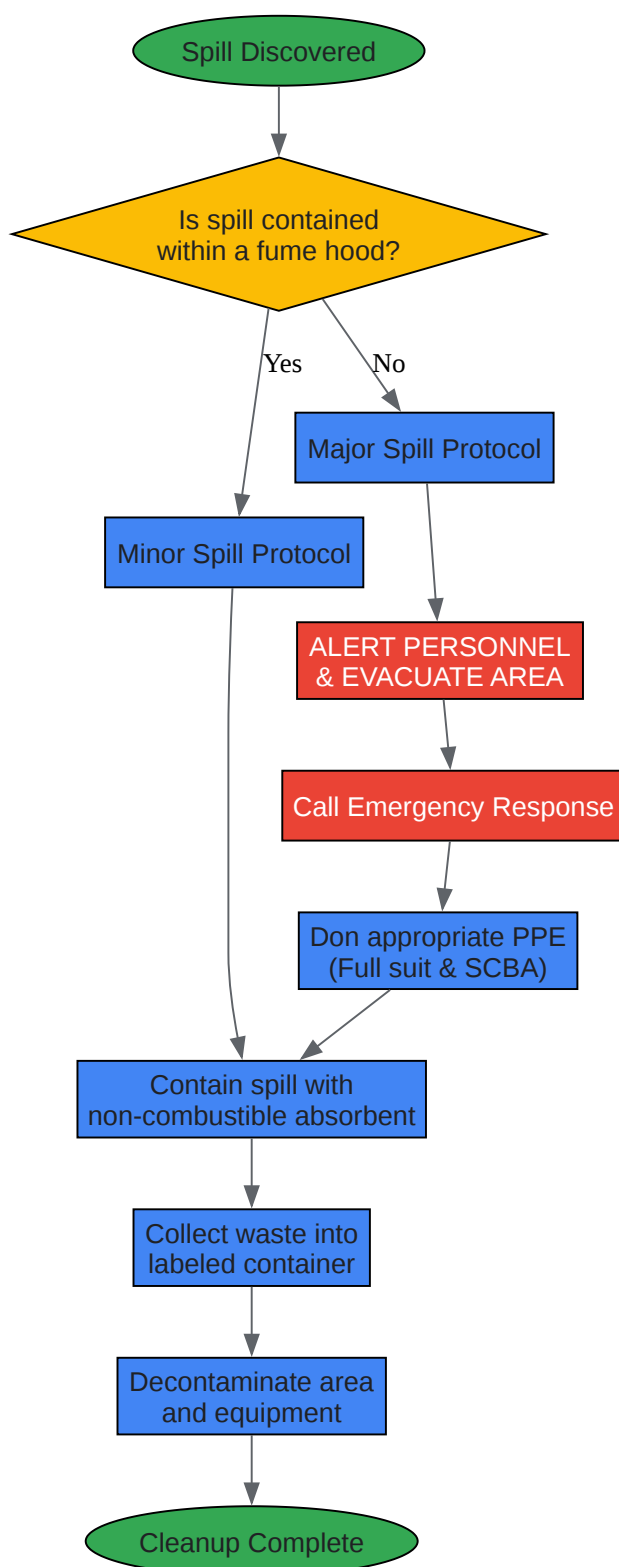 Spill Discovered
Is spill contained
within a fume hood?
Yes
No
Major Spill Protocol
Minor Spill Protocol
ALERT PERSONNEL
& EVACUATE AREA
Call Emergency Response
Don appropriate PPE
(Full suit & SCBA)
Contain spill with
non-combustible absorbent
Collect waste into
labeled container
Decontaminate area
and equipment
Cleanup Complete